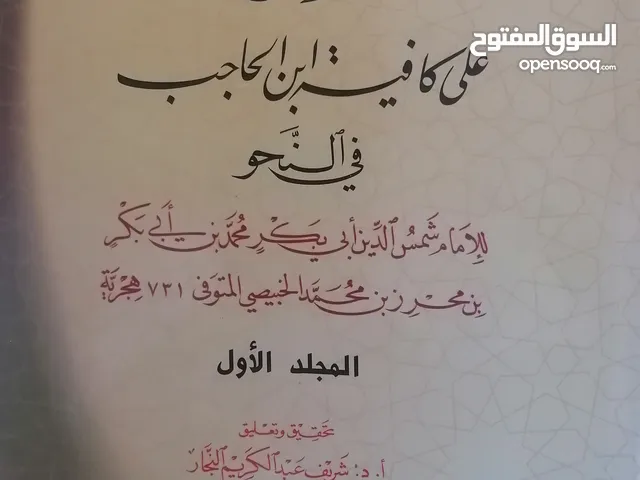 السوق المفتوح
opensooq.com
على كافية ابن الحاجب
في النحو
للإمام شمس الدين أبي بكر محمد بن أبي بكر
بن محرز بن محمد الخبيصي المتوفى ٧٣١ هجرية
المجلد الأول
تحقيق وتعليق
أ. د: شريف عبد الكريم النجار